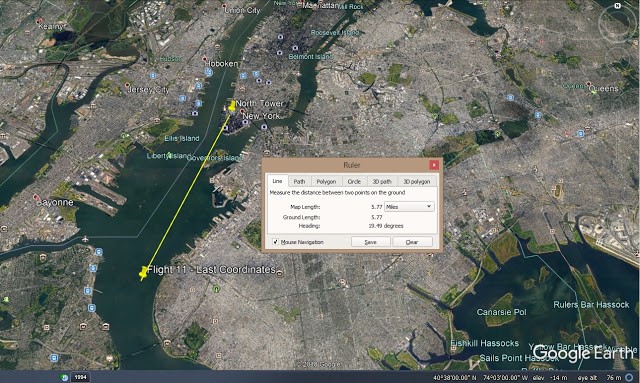 Manhattan
Mill Rock
Union City
Kearny
Roosevelt Island
Hoboken
Belmont Island
Jersey City
Queens
North Tower
New York
Ellis Island
Liberty Island
Governors Island
Ruler
Line Path Polygon Circle 3D path 3D polygon
Measure the distance between two points on the ground
Map Length: 5.77 Miles
Ground Length: 5.77
Heading: 19.49 degrees
Mouse Navigation Save Clear
Bayonne
Flight 11 - Last Coordinates
Rulers Bar Hassock
Canarsie Pol
Fishkill Hassocks
Yellow Bar Hassock
Sails Point Hassock
Google Earth
1994
40°38'00.00" N 74°03'00.00" W elev -14 m eye alt 76 m